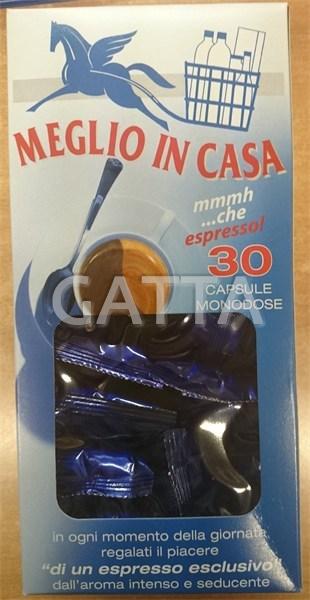 MEGLIO IN CASA
mmmh
...che
espresso!
30
CAPSULE
MONODOSE
GATTA
in ogni momento della giornata
regalati il piacere
"di un espresso esclusivo"
dall'aroma intenso e seducente